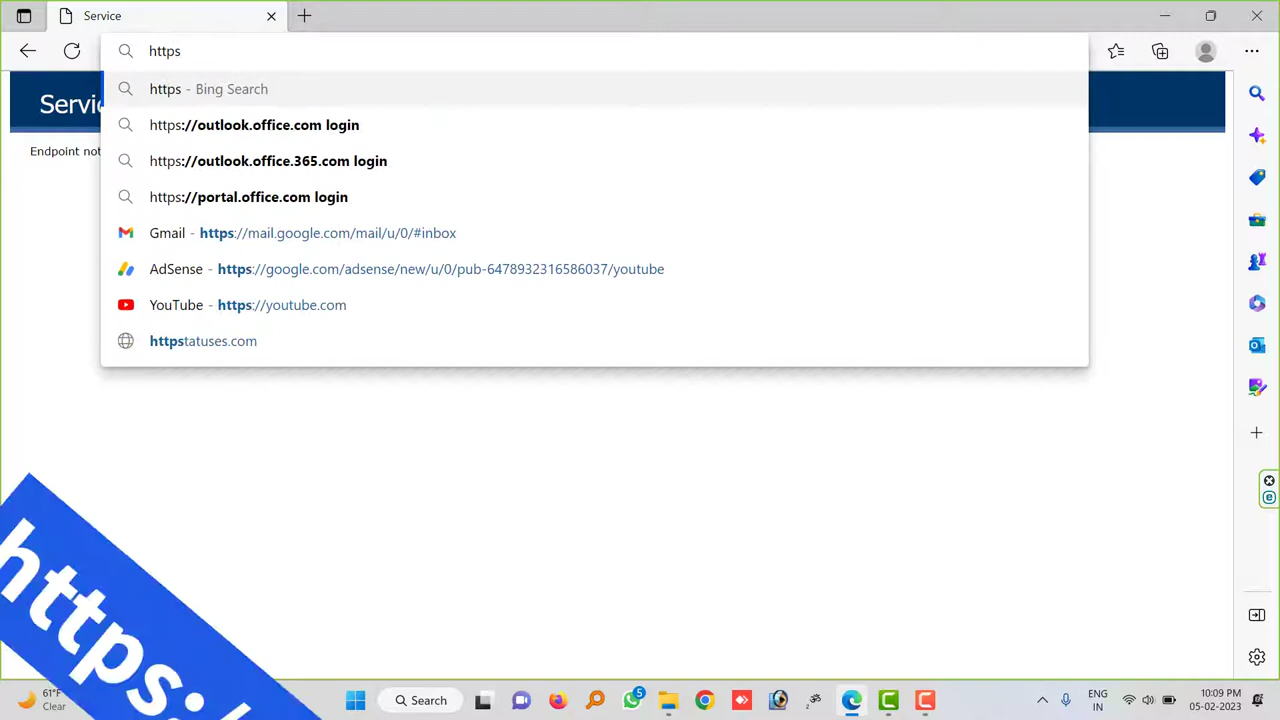 Service
https
https - Bing Search
https://outlook.office.com login
https://outlook.office.365.com login
https://portal.office.com login
Gmail - https://mail.google.com/mail/u/0/#inbox
AdSense - https://google.com/adsense/new/u/0/pub-6478932316586037/youtube
YouTube - https://youtube.com
httpstatuses.com
Servic
Endpoint not
https:/
61°F
Clear
Search
5
ENG
IN
10:09 PM
05-02-2023